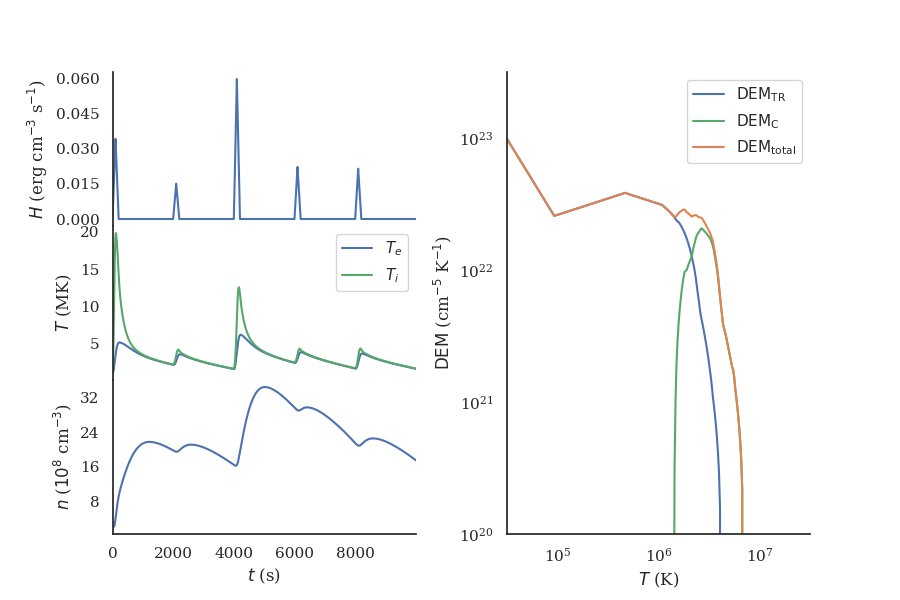 0.060
0.045
0.030
0.015
0.000
H (erg cm⁻³ s⁻¹)
20
15
10
5
T (MK)
Tₑ
Tᵢ
32
24
16
8
n (10⁸ cm⁻³)
0 2000 4000 6000 8000
t (s)
DEM_TR
DEM_C
DEM_total
10²³
10²²
10²¹
10²⁰
DEM (cm⁻⁵ K⁻¹)
10⁵ 10⁶ 10⁷
T (K)